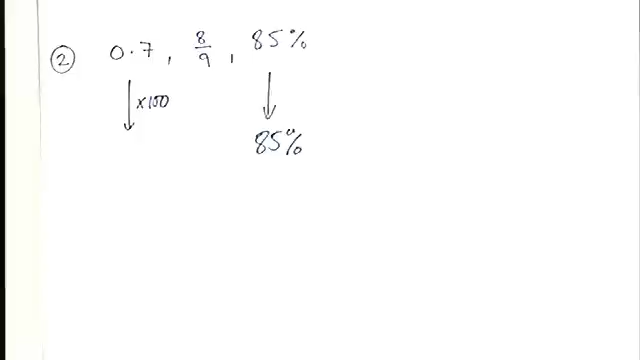 ② 0.7, 8/9, 85%
×100
85%